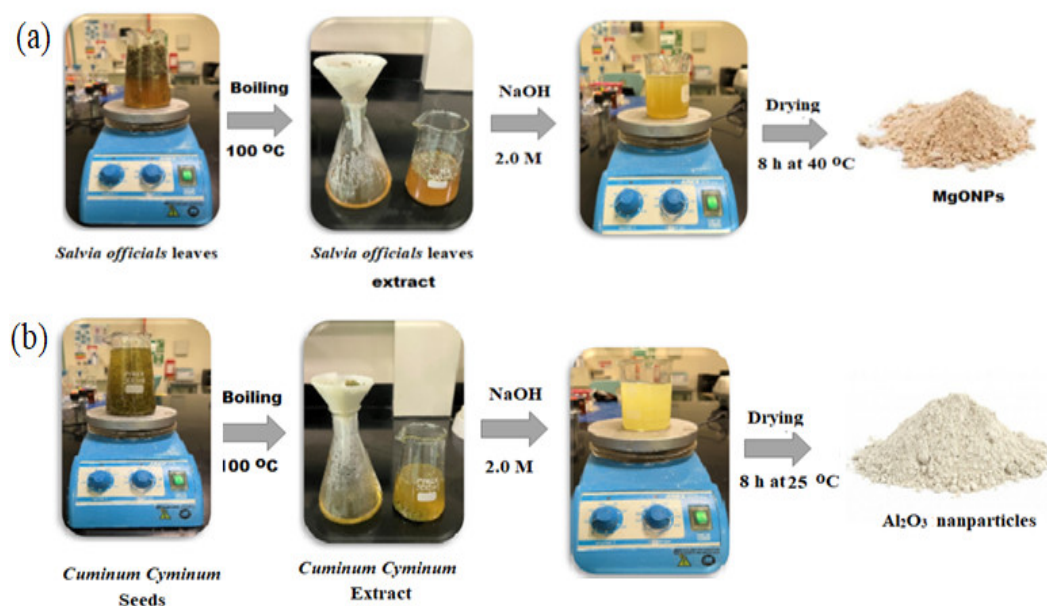 (a)
Boiling
100 ºC
NaOH
2.0 M
Drying
8 h at 40 ºC
MgONPs
Salvia officials leaves
Salvia officials leaves
extract
(b)
Boiling
100 ºC
NaOH
2.0 M
Drying
8 h at 25 ºC
Al₂O₃ nanparticles
Cuminum Cyminum
Seeds
Cuminum Cyminum
Extract